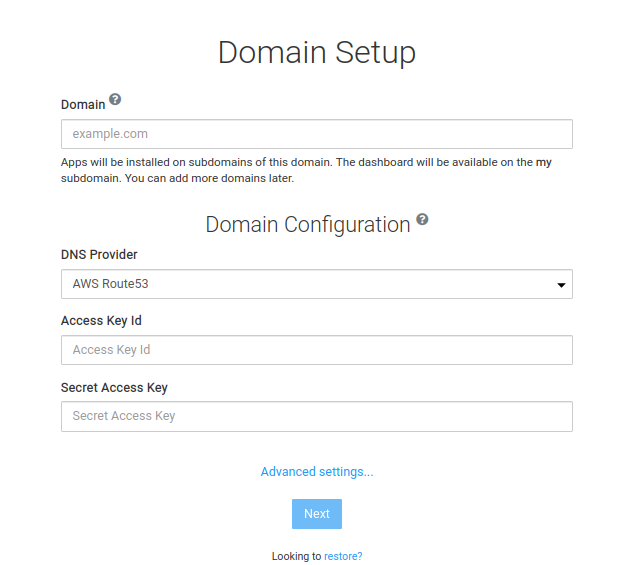 Domain Setup
Domain ?
example.com
Apps will be installed on subdomains of this domain. The dashboard will be available on the my
subdomain. You can add more domains later.
Domain Configuration ?
DNS Provider
AWS Route53
Access Key Id
Access Key Id
Secret Access Key
Secret Access Key
Advanced settings...
Next
Looking to restore?